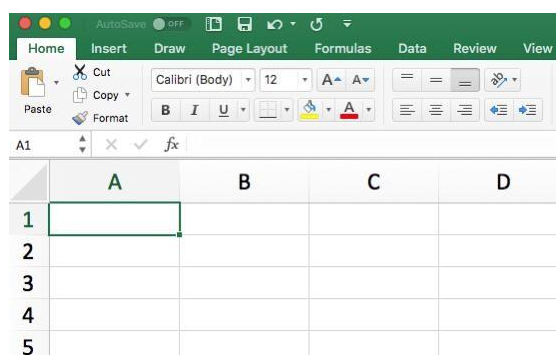 AutoSave OFF
Home Insert Draw Page Layout Formulas Data Review View
Cut
Copy
Format
Paste
Calibri (Body) 12 A A
B I U A
A1 fx
A B C D
1
2
3
4
5